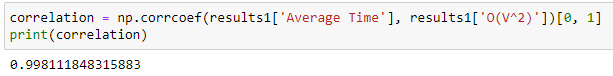 correlation = np.corrcoef(results1['Average Time'], results1['O(V^2)'])[0, 1]
print(correlation)
0.998111848315883